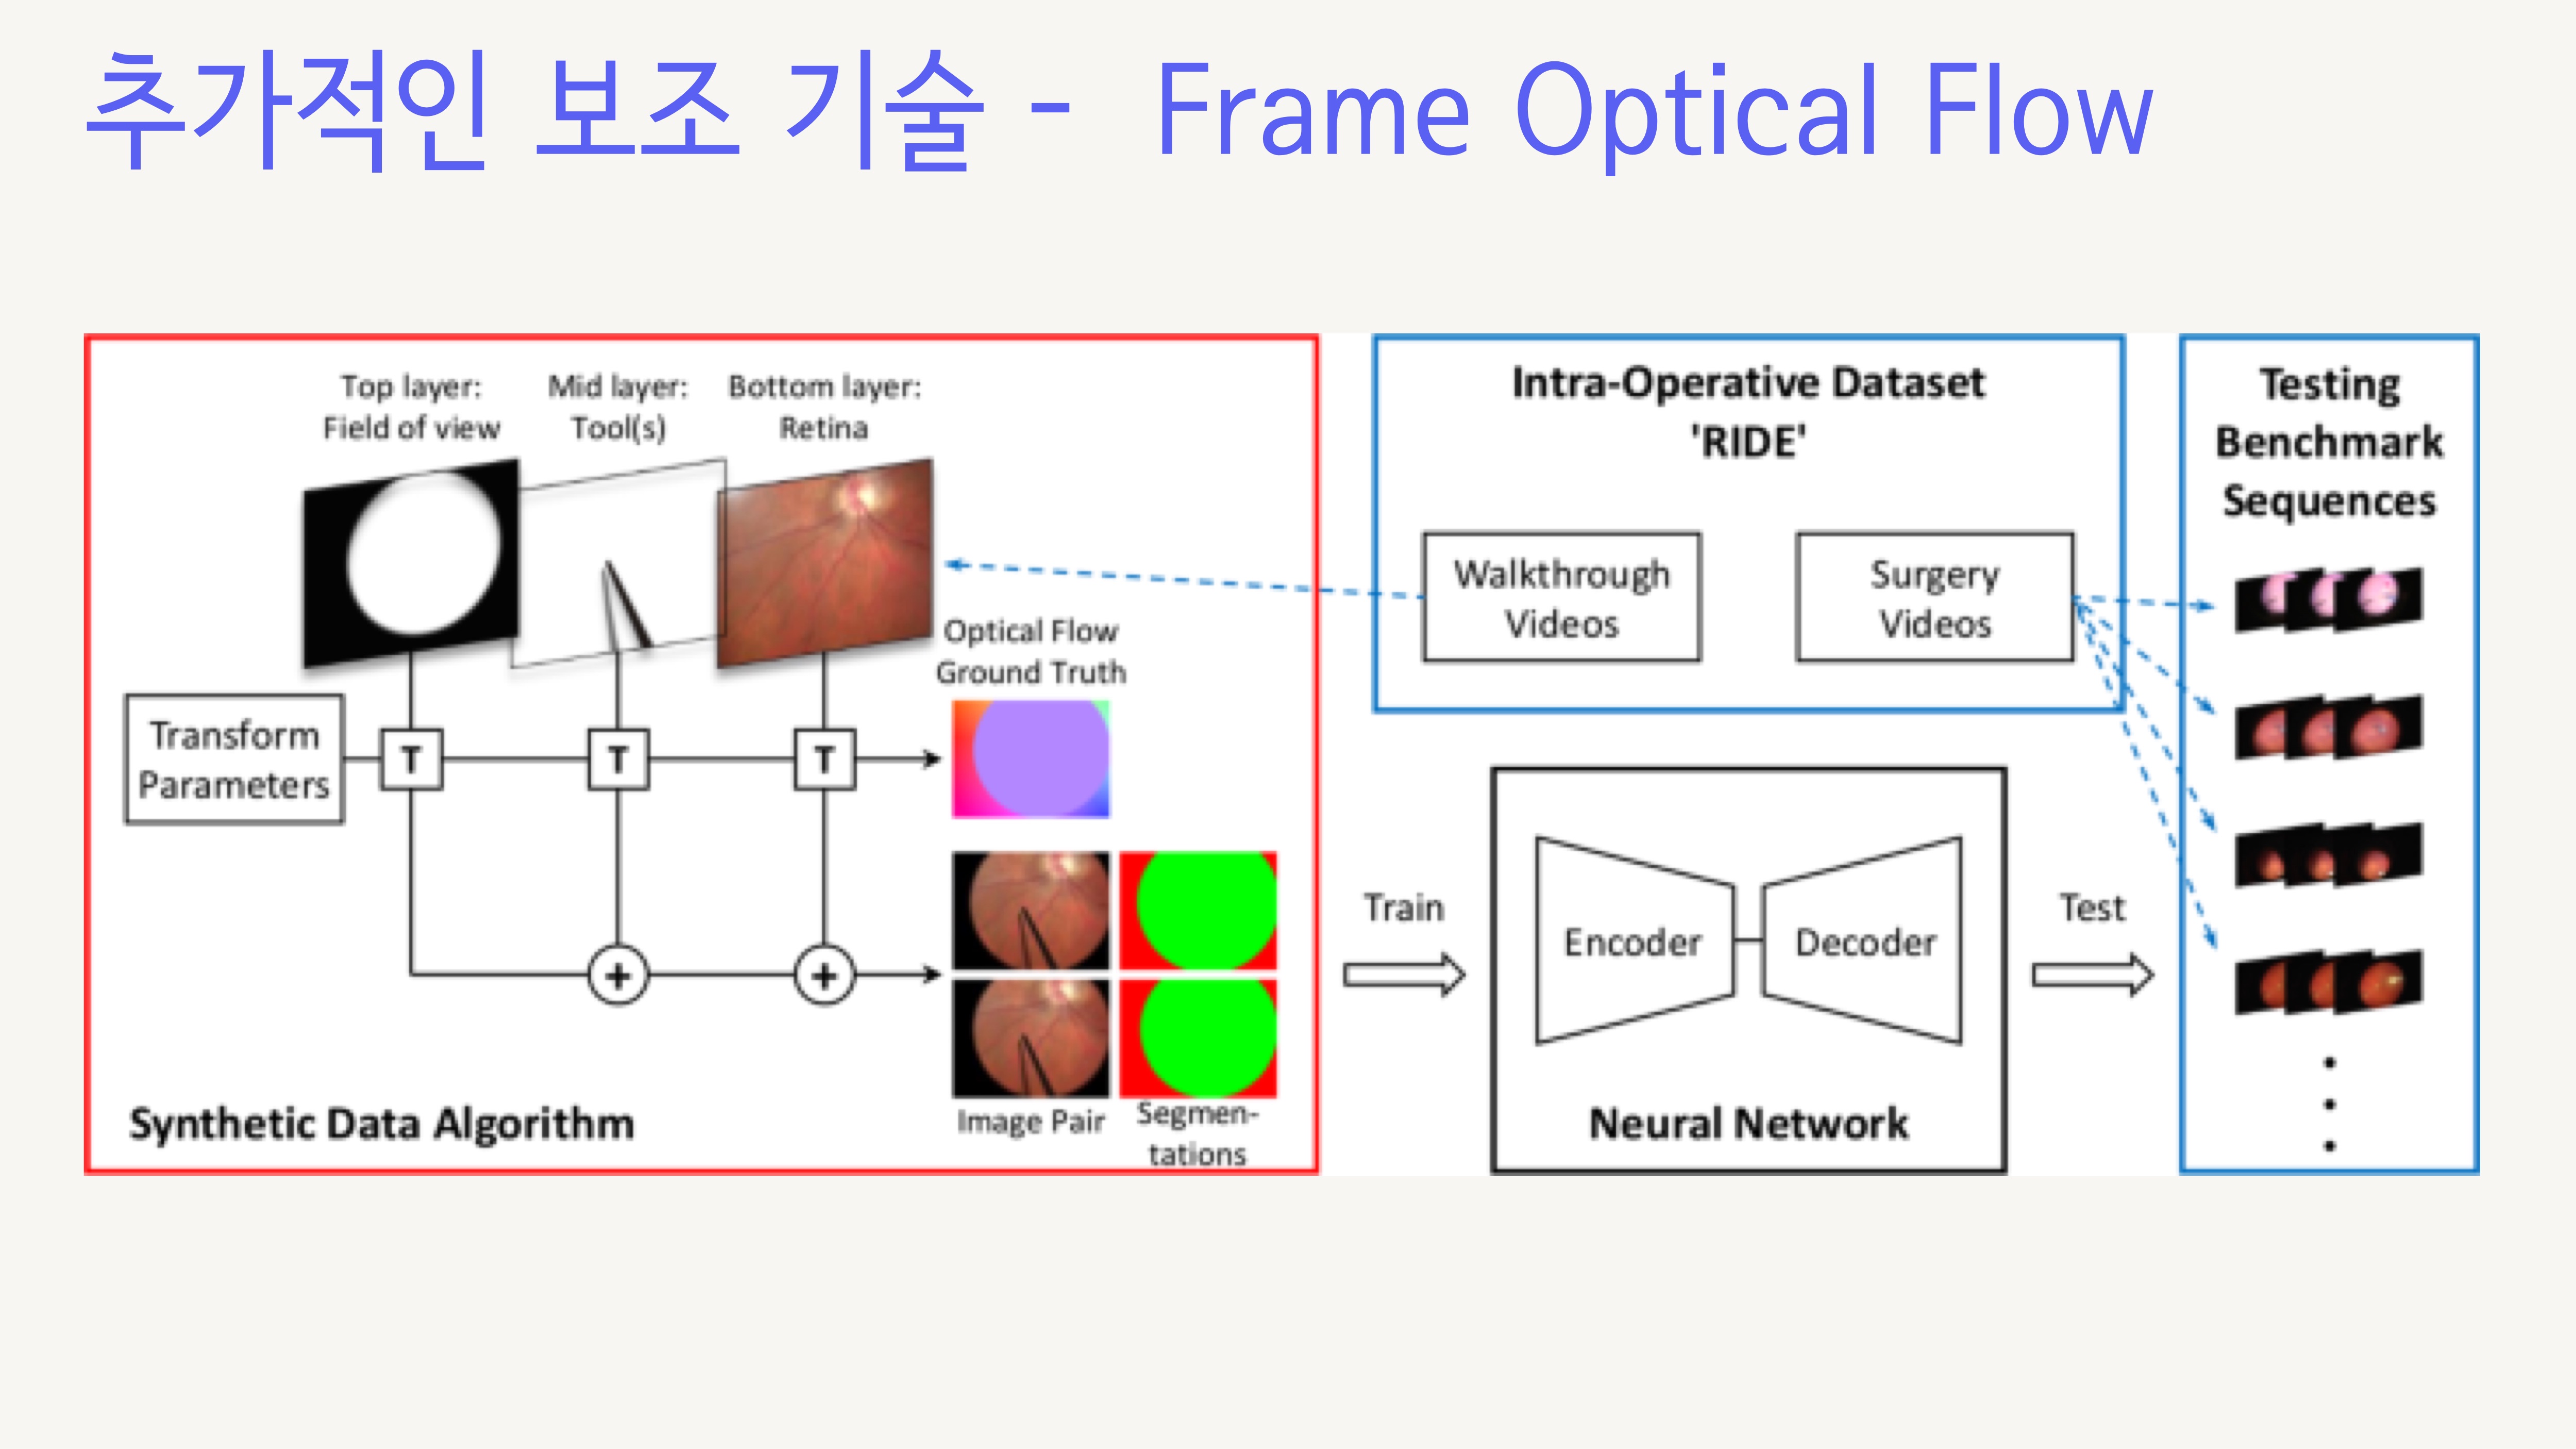 추가적인 보조 기술 - Frame Optical Flow
Top layer:
Field of view
Mid layer:
Tool(s)
Bottom layer:
Retina
Transform
Parameters
T
T
T
+
+
Optical Flow
Ground Truth
Image Pair
Segmen-
tations
Synthetic Data Algorithm
Intra-Operative Dataset
'RIDE'
Walkthrough
Videos
Surgery
Videos
Train
Encoder
Decoder
Neural Network
Test
Testing
Benchmark
Sequences